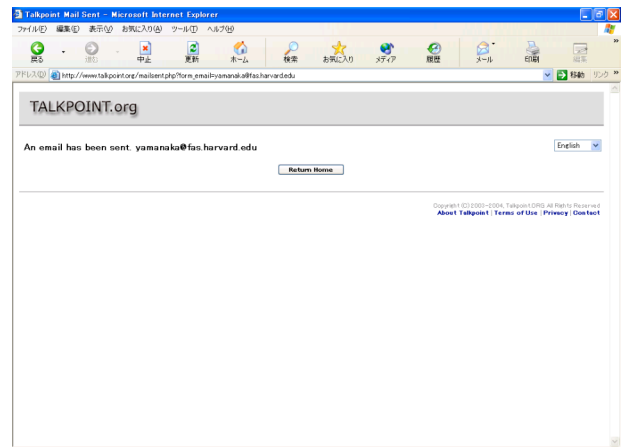 Talkpoint Mail Sent - Microsoft Internet Explorer
ファイル(F) 編集(E) 表示(V) お気に入り(A) ツール(T) ヘルプ(H)
戻る 進む 中止 更新 ホーム 検索 お気に入り メディア 履歴 メール 印刷 編集
アドレス(D) http://www.talkpoint.org/mailsent.php?form_email=yamanaka@fas.harvard.edu 移動 リンク
TALKPOINT.org
An email has been sent. yamanaka@fas.harvard.edu English
Return Home
Copyright (C) 2003-2004, Talkpoint.ORG All Rights Reserved
About Talkpoint | Terms of Use | Privacy | Contact